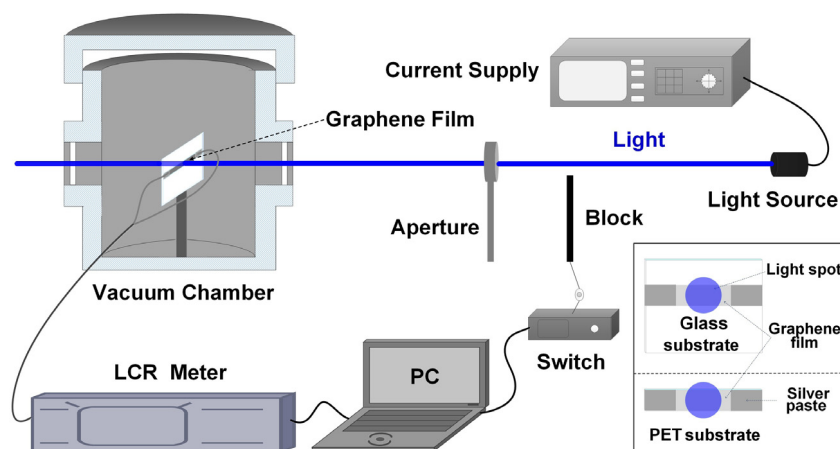 Current Supply
Graphene Film
Light
Light Source
Aperture
Block
Vacuum Chamber
Switch
LCR Meter
PC
Light spot
Glass
substrate
Graphene
film
Silver
paste
PET substrate